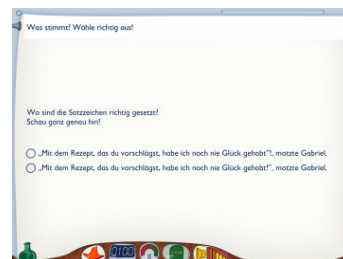 Was stimmt? Wähle richtig aus!
Wo sind die Satzzeichen richtig gesetzt?
Schau ganz genau hin!
„Mit dem Rezept, das du vorschlägst, habe ich noch nie Glück gehabt"!, motzte Gabriel.
„Mit dem Rezept, das du vorschlägst, habe ich noch nie Glück gehabt!", motzte Gabriel.